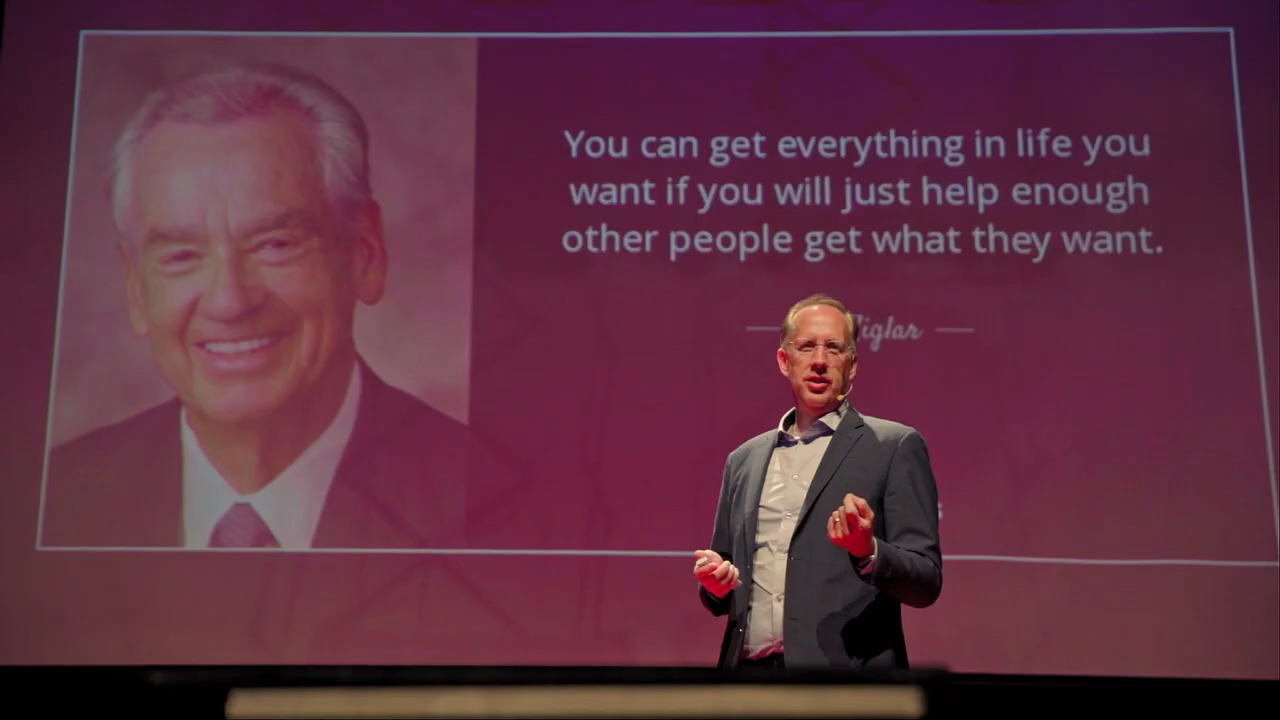 You can get everything in life you
want if you will just help enough
other people get what they want.
Ziglar